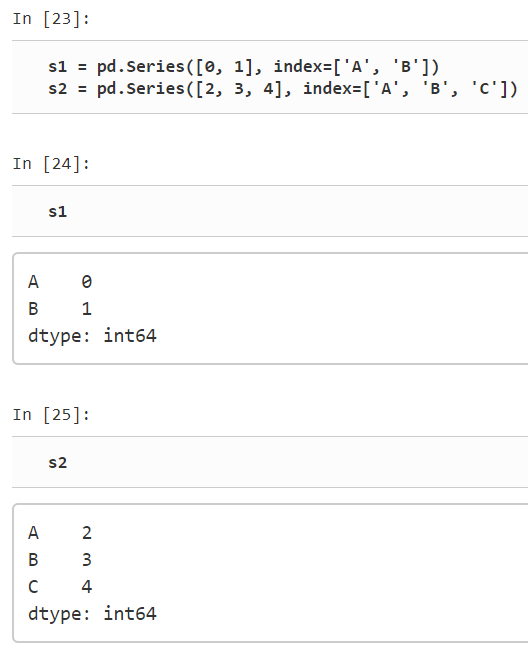 In [23]:
s1 = pd.Series([0, 1], index=['A', 'B'])
s2 = pd.Series([2, 3, 4], index=['A', 'B', 'C'])
In [24]:
s1
A    0
B    1
dtype: int64
In [25]:
s2
A    2
B    3
C    4
dtype: int64